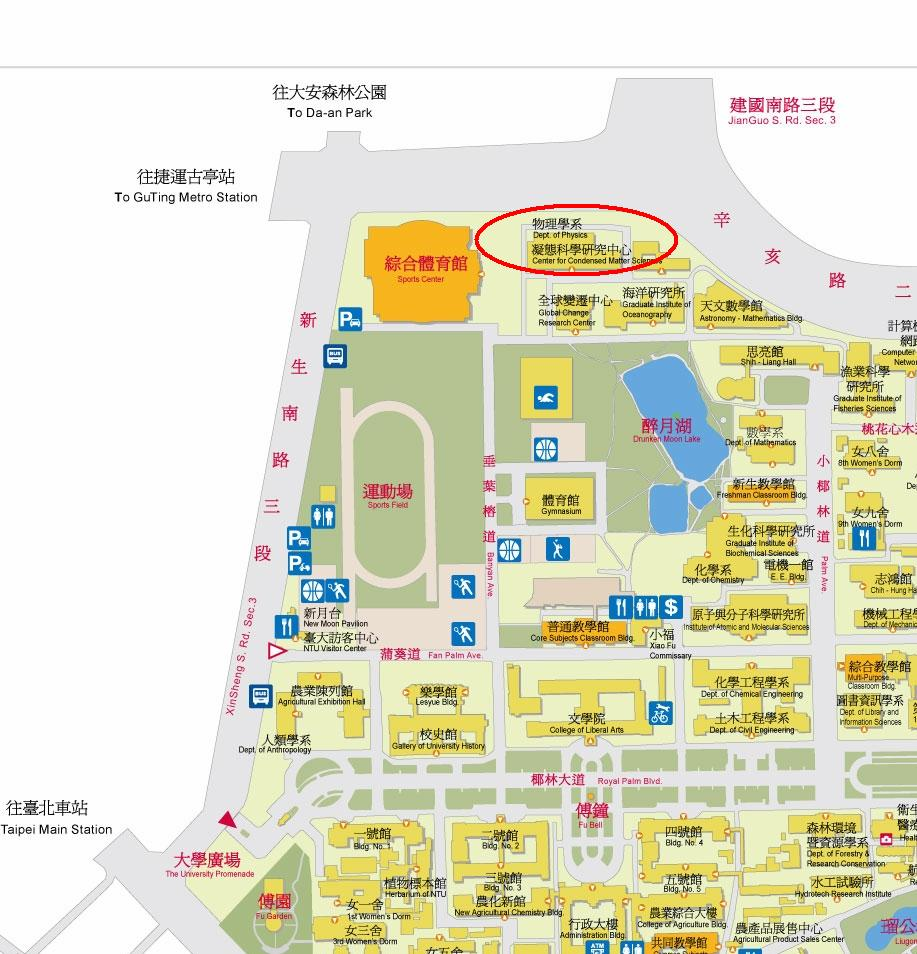 往大安森林公園
To Da-an Park
建國南路三段
JianGuo S. Rd. Sec. 3
往捷運古亭站
To GuTing Metro Station
辛亥路二
物理學系
Dept. of Physics
凝態科學研究中心
Center for Condensed Matter Sciences
綜合體育館
Sports Center
全球變遷中心
Global Change
Research Center
海洋研究所
Graduate Institute of
Oceanography
天文數學館
Astronomy - Mathematics Bldg.
新生南路三段
XinSheng S. Rd. Sec.3
P
BUS
思亮館
Shih - Liang Hall
Computer
Netwo
漁業科學
研究所
Graduate Institute of
Fisheries Sciences
醉月湖
Drunken Moon Lake
數學系
Dept. of Mathematics
桃花心木
女八舍
8th Women's Dorm
小椰林道
Palm Ave.
垂葉榕道
Banyan Ave.
運動場
Sports Field
體育館
Gymnasium
新生教學館
Freshman Classroom Bldg.
女九舍
9th Women's Dorm
生化科學研究所
Graduate Institute of
Biochemical Sciences
化學系
Dept. of Chemistry
電機一館
E. E. Bldg.
志鴻館
Chih - Hung Ha
P
P
新月台
New Moon Pavilion
臺大訪客中心
NTU Visitor Center
$
原子與分子科學研究所
Institute of Atomic and Molecular Sciences
機械工程
Dept. of Mechanic
普通教學館
Core Subjects Classroom Bldg.
小福
Xiao Fu
Commissary
蒲葵道 Fan Palm Ave.
綜合教學館
Multi-Purpose
Classroom Bldg.
BUS
農業陳列館
Agricultural Exhibition Hall
樂學館
Lesyue Bldg.
化學工程學系
Dept. of Chemical Engineering
圖書資訊學系
Dept. of Library and
Information Sciences
文學院
College of Liberal Arts
土木工程學系
Dept. of Civil Engineering
人類學系
Dept. of Anthropology
校史館
Gallery of University History
椰林大道 Royal Palm Blvd.
往臺北車站
Taipei Main Station
傅鐘
Fu Bell
大學廣場
The University Promenade
一號館
Bldg. No. 1
二號館
Bldg. No. 2
四號館
Bldg. No. 4
森林環境
暨資源學系
Dept. of Forestry &
Resource Conservation
衛生
醫療
Healt
植物標本館
Herbarium of NTU
三號館
Bldg. No. 3
五號館
Bldg. No. 5
水工試驗所
Hydrotech Research Institute
傅園
Fu Garden
女一舍
1st Women's Dorm
農化新館
New Agricultural Chemistry Bldg.
農業綜合大樓
College of Agriculture Bldg.
女三舍
3rd Women's Dorm
行政大樓
Administration Bldg.
農產品展售中心
Agricultural Product Sales Center
瑠公
Liugon
女五舍
ATM
共同教學館